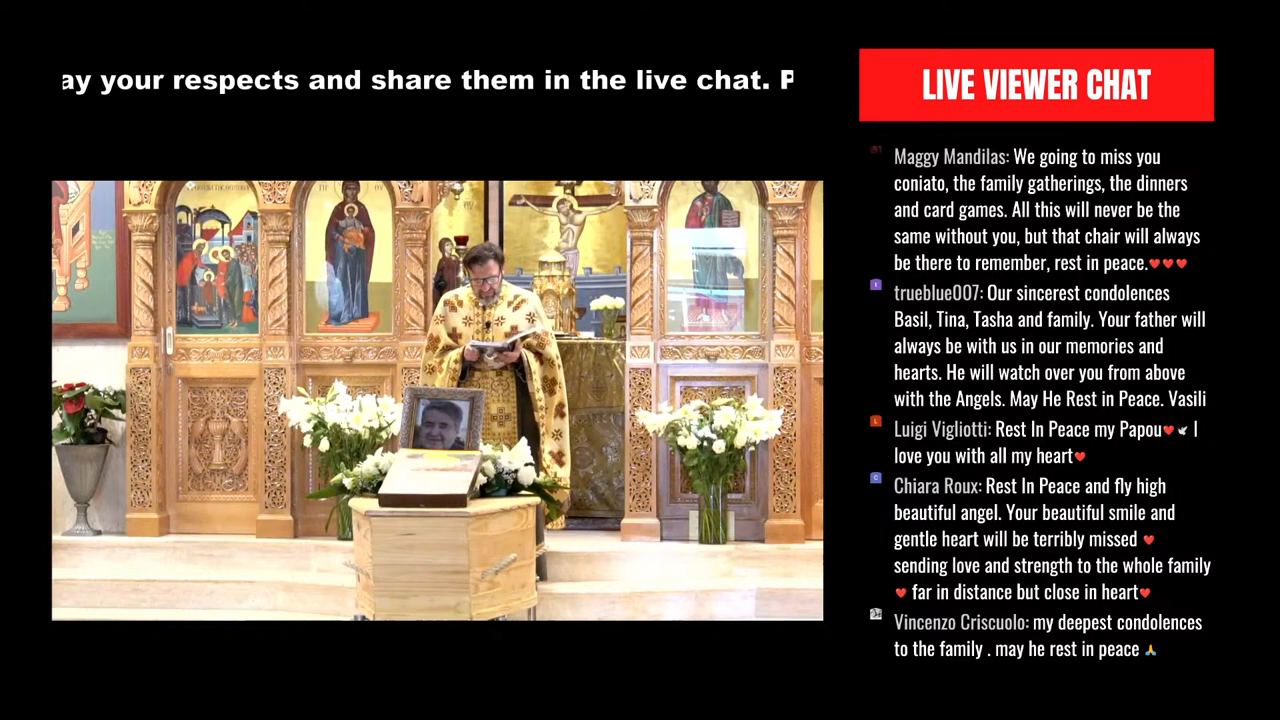 ay your respects and share them in the live chat. P
LIVE VIEWER CHAT
Maggy Mandilas: We going to miss you
coniato, the family gatherings, the dinners
and card games. All this will never be the
same without you, but that chair will always
be there to remember, rest in peace.❤❤❤
trueblue007: Our sincerest condolences
Basil, Tina, Tasha and family. Your father will
always be with us in our memories and
hearts. He will watch over you from above
with the Angels. May He Rest in Peace. Vasili
Luigi Vigliotti: Rest In Peace my Papou❤🕊 I
love you with all my heart❤
Chiara Roux: Rest In Peace and fly high
beautiful angel. Your beautiful smile and
gentle heart will be terribly missed ❤
sending love and strength to the whole family
❤ far in distance but close in heart❤
Vincenzo Criscuolo: my deepest condolences
to the family . may he rest in peace 🙏